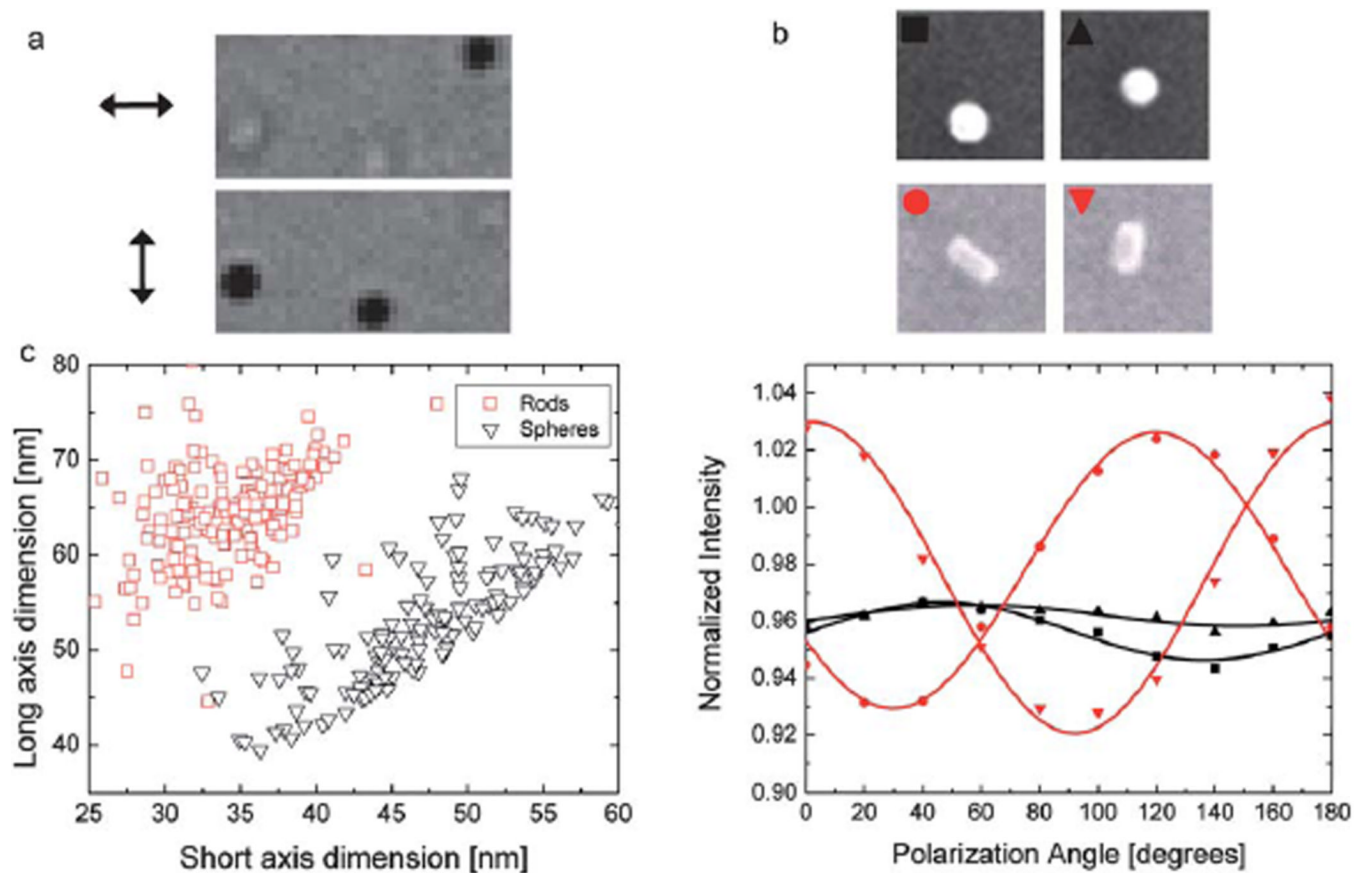 a
b
c
80
70
60
50
40
Long axis dimension [nm]
Rods
Spheres
25 30 35 40 45 50 55 60
Short axis dimension [nm]
1.04
1.02
1.00
0.98
0.96
0.94
0.92
0.90
Normalized Intensity
0 20 40 60 80 100 120 140 160 180
Polarization Angle [degrees]